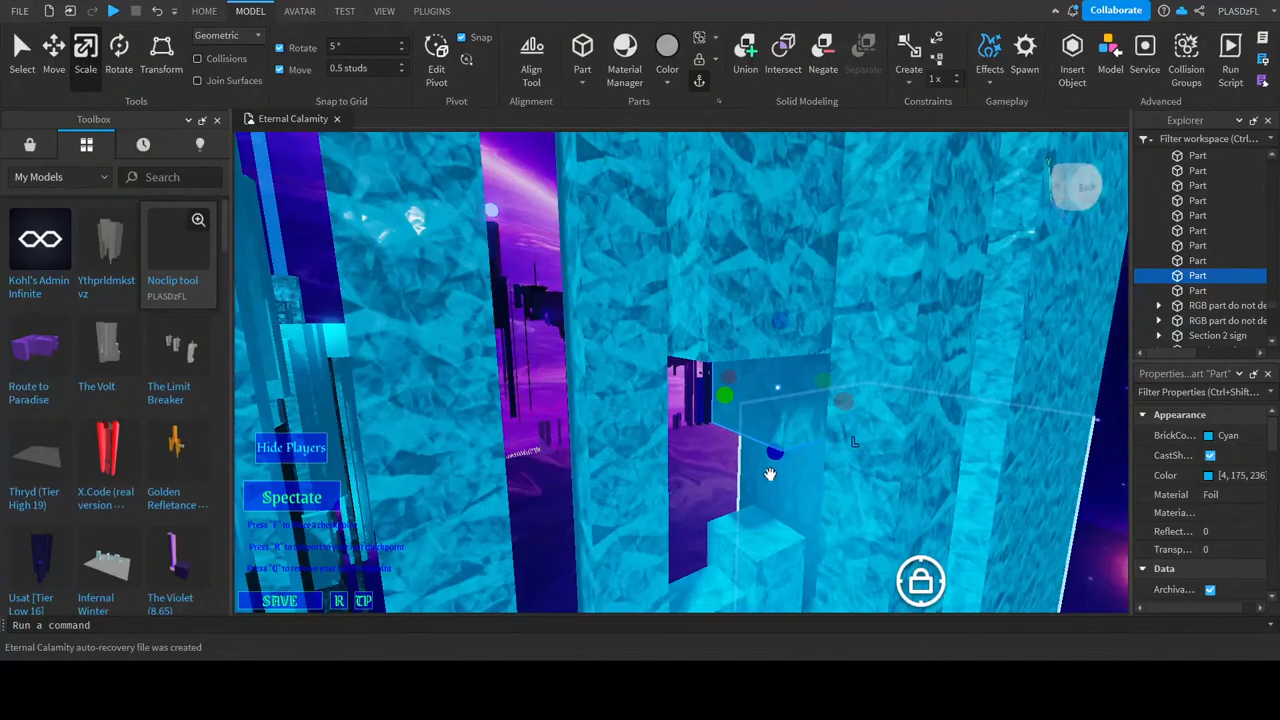 FILE HOME MODEL AVATAR TEST VIEW PLUGINS Collaborate PLASDzFL
Select Move Scale Rotate Transform
Geometric
Collisions
Join Surfaces
Tools
Rotate 5 °
Move 0.5 studs
Snap to Grid
Edit Pivot
Snap
Pivot
Align Tool
Alignment
Part Material Manager Color
Parts
Union Intersect Negate Separate
Solid Modeling
Create 1 x
Constraints
Effects Spawn
Gameplay
Insert Object Model Service Collision Groups Run Script
Advanced
Toolbox
Eternal Calamity
Explorer
Filter workspace (Ctrl+...
My Models
Search
Kohl's Admin Infinite
Ythprldmkst vz
Noclip tool
PLASDzFL
Route to Paradise
The Volt
The Limit Breaker
Thryd (Tier High 19)
X.Code (real version ...
Golden Refletance ...
Usat [Tier Low 16]
Infernal Winter
The Violet (8.65)
Back
Hide Players
Spectate
SAVE R TP
Part
Part
Part
Part
Part
Part
Part
Part
Part
Part
RGB part do not de
RGB part do not de
Section 2 sign
Properties...art "Part"
Filter Properties (Ctrl+Shift...
Appearance
BrickCo... Cyan
CastSh...
Color [4, 175, 236]
Material Foil
Materia...
Reflect... 0
Transp... 0
Data
Archiva...
Run a command
Eternal Calamity auto-recovery file was created